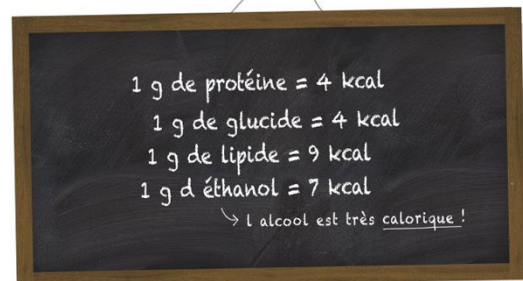 1 g de protéine = 4 kcal
1 g de glucide = 4 kcal
1 g de lipide = 9 kcal
1 g d éthanol = 7 kcal
l alcool est très calorique !